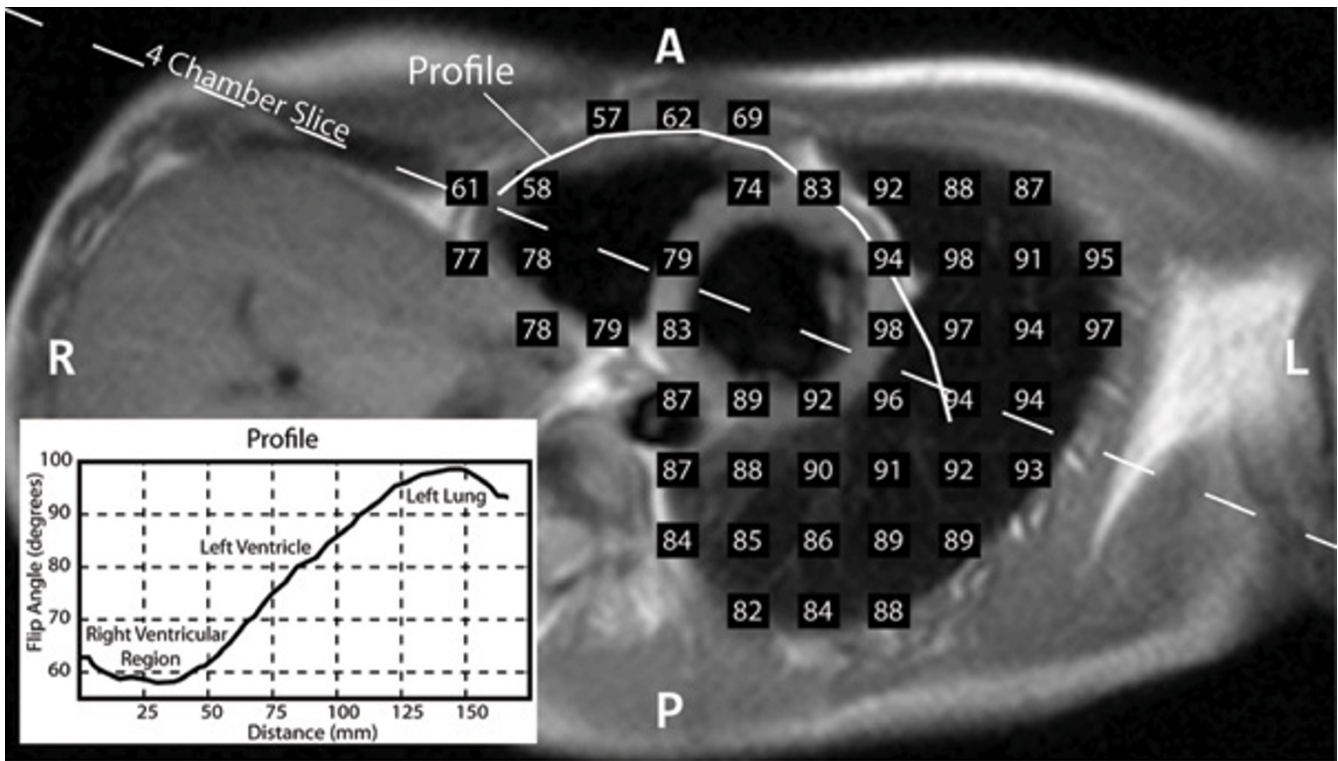 A
4 Chamber Slice
Profile
57 62 69
61 58 74 83 92 88 87
77 78 79 94 98 91 95
78 79 83 98 97 94 97
R
L
87 89 92 96 94 94
87 88 90 91 92 93
84 85 86 89 89
82 84 88
P
Profile
Flip Angle (degrees)
100
90
80
70
60
Left Lung
Left Ventricle
Right Ventricular
Region
25 50 75 100 125 150
Distance (mm)